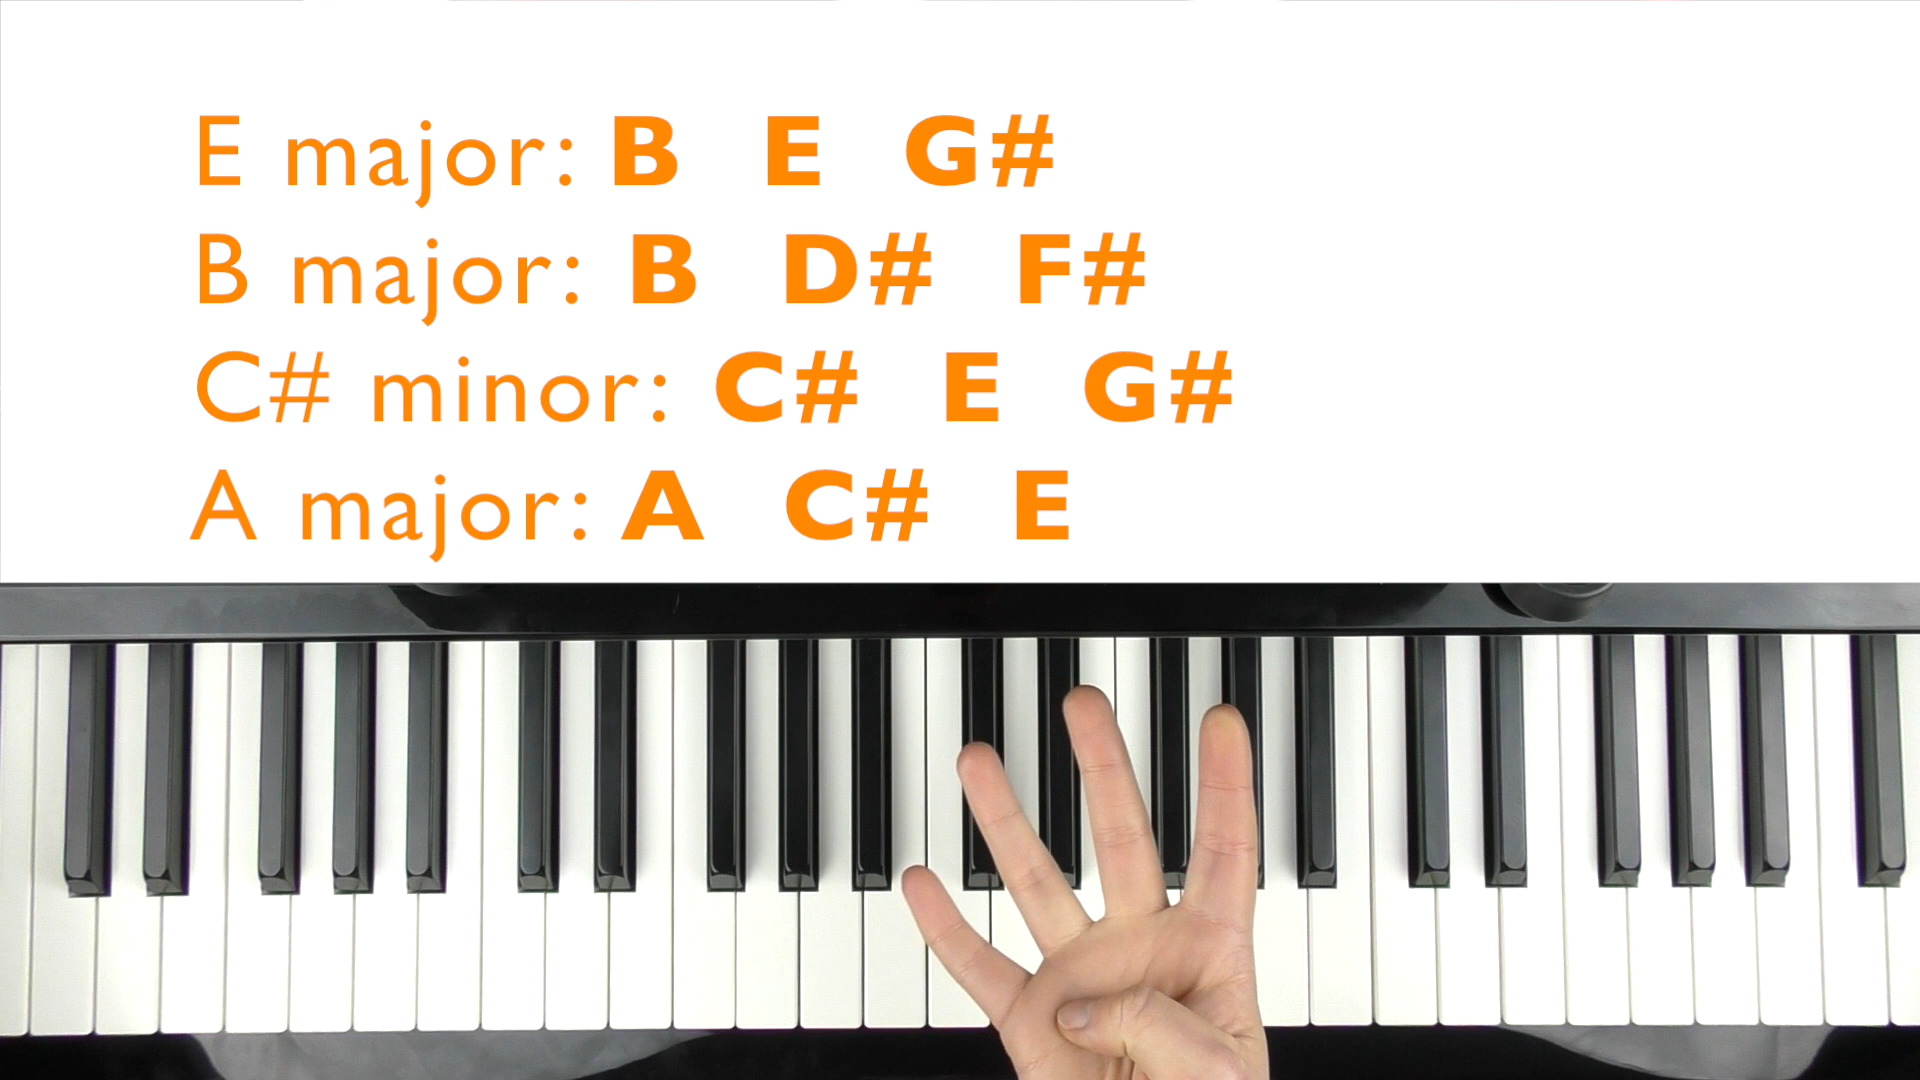 E major: B E G#
B major: B D# F#
C# minor: C# E G#
A major: A C# E